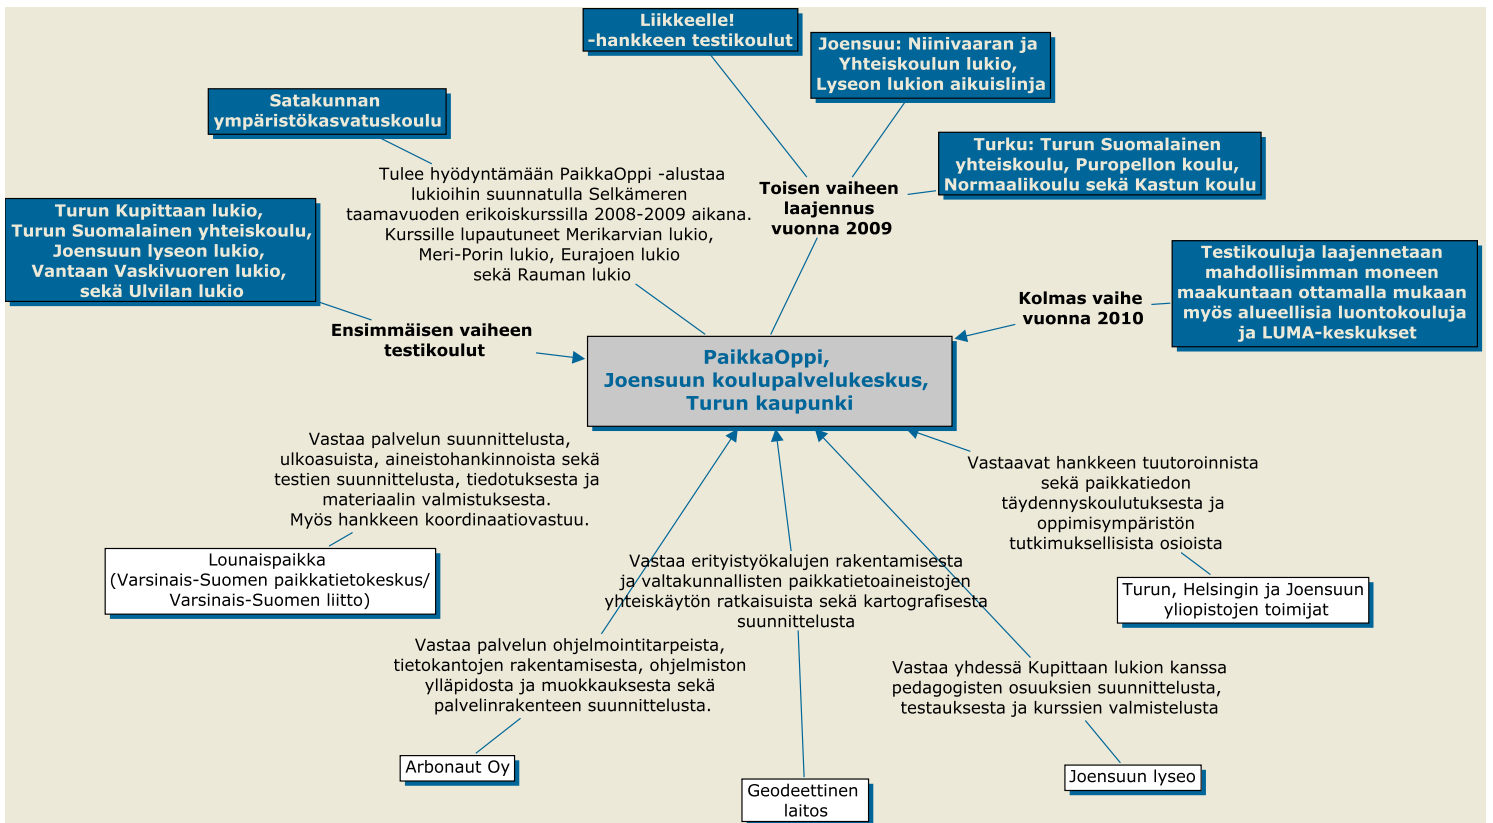 Liikkeelle!
-hankkeen testikoulut
Joensuu: Niinivaaran ja
Yhteiskoulun lukio,
Lyseon lukion aikuislinja
Satakunnan
ympäristökasvatuskoulu
Turku: Turun Suomalainen
yhteiskoulu, Puropellon koulu,
Normaalikoulu sekä Kastun koulu
Tulee hyödyntämään PaikkaOppi -alustaa
lukioihin suunnatulla Selkämeren
taamavuoden erikoiskurssilla 2008-2009 aikana.
Kurssille lupautuneet Merikarvian lukio,
Meri-Porin lukio, Eurajoen lukio
sekä Rauman lukio
Toisen vaiheen
laajennus
vuonna 2009
Turun Kupittaan lukio,
Turun Suomalainen yhteiskoulu,
Joensuun lyseon lukio,
Vantaan Vaskivuoren lukio,
sekä Ulvilan lukio
Testikouluja laajennetaan
mahdollisimman moneen
maakuntaan ottamalla mukaan
myös alueellisia luontokouluja
ja LUMA-keskukset
Kolmas vaihe
vuonna 2010
Ensimmäisen vaiheen
testikoulut
PaikkaOppi,
Joensuun koulupalvelukeskus,
Turun kaupunki
Vastaa palvelun suunnittelusta,
ulkoasuista, aineistohankinnoista sekä
testien suunnittelusta, tiedotuksesta ja
materiaalin valmistuksesta.
Myös hankkeen koordinaatiovastuu.
Vastaavat hankkeen tuutoroinnista
sekä paikkatiedon
täydennyskoulutuksesta ja
oppimisympäristön
tutkimuksellisista osioista
Lounaispaikka
(Varsinais-Suomen paikkatietokeskus/
Varsinais-Suomen liitto)
Vastaa erityistyökalujen rakentamisesta
ja valtakunnallisten paikkatietoaineistojen
yhteiskäytön ratkaisuista sekä kartografisesta
suunnittelusta
Turun, Helsingin ja Joensuun
yliopistojen toimijat
Vastaa palvelun ohjelmointitarpeista,
tietokantojen rakentamisesta, ohjelmiston
ylläpidosta ja muokkauksesta sekä
palvelinrakenteen suunnittelusta.
Vastaa yhdessä Kupittaan lukion kanssa
pedagogisten osuuksien suunnittelusta,
testauksesta ja kurssien valmistelusta
Arbonaut Oy
Geodeettinen
laitos
Joensuun lyseo